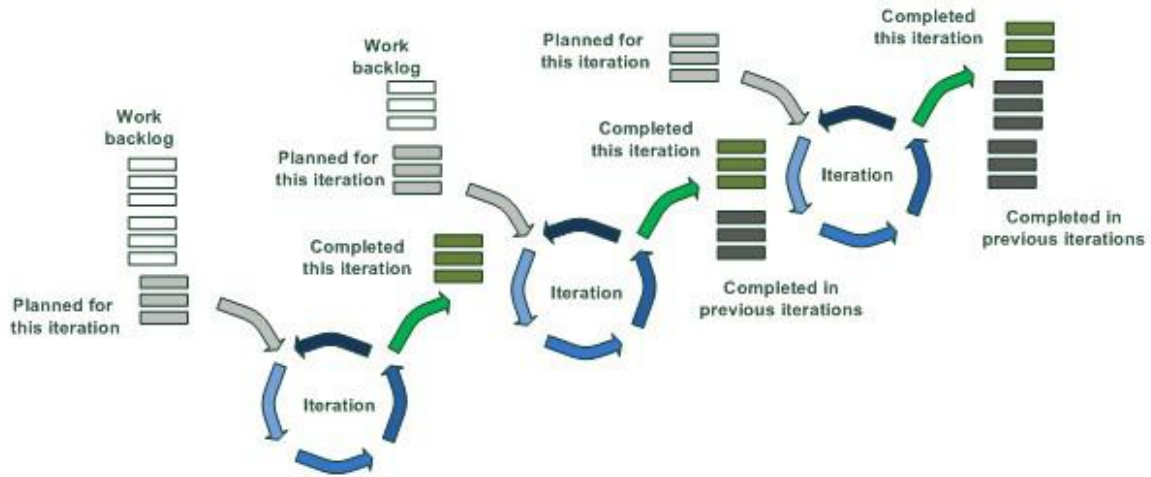 Work
backlog
Planned for
this iteration
Iteration
Completed
this iteration
Work
backlog
Planned for
this iteration
Iteration
Completed
this iteration
Completed in
previous iterations
Planned for
this iteration
Iteration
Completed
this iteration
Completed in
previous iterations